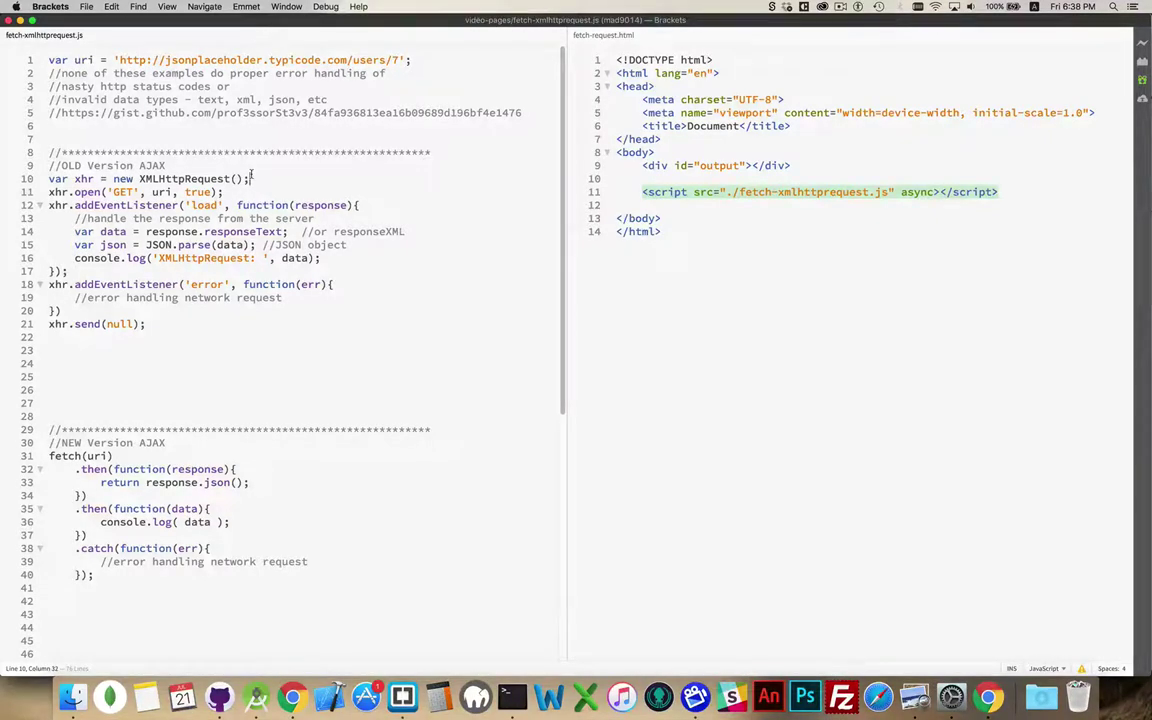 Brackets File Edit Find View Navigate Emmet Window Debug Help 100% Fri 6:38 PM
video-pages/fetch-xmlhttprequest.js (mad9014) — Brackets
fetch-xmlhttprequest.js
1 var uri = 'http://jsonplaceholder.typicode.com/users/7';
2 //none of these examples do proper error handling of
3 //nasty http status codes or
4 //invalid data types - text, xml, json, etc
5 //https://gist.github.com/prof3ssorSt3v3/84fa936813ea16b09689d196bf4e1476
6
7
8 //*********************************************************
9 //OLD Version AJAX
10 var xhr = new XMLHttpRequest();
11 xhr.open('GET', uri, true);
12 xhr.addEventListener('load', function(response){
13 //handle the response from the server
14 var data = response.responseText; //or responseXML
15 var json = JSON.parse(data); //JSON object
16 console.log('XMLHttpRequest: ', data);
17 });
18 xhr.addEventListener('error', function(err){
19 //error handling network request
20 })
21 xhr.send(null);
22
23
24
25
26
27
28
29 //*********************************************************
30 //NEW Version AJAX
31 fetch(uri)
32 .then(function(response){
33 return response.json();
34 })
35 .then(function(data){
36 console.log( data );
37 })
38 .catch(function(err){
39 //error handling network request
40 });
41
42
43
44
45
46
fetch-request.html
1 <!DOCTYPE html>
2 <html lang="en">
3 <head>
4 <meta charset="UTF-8">
5 <meta name="viewport" content="width=device-width, initial-scale=1.0">
6 <title>Document</title>
7 </head>
8 <body>
9 <div id="output"></div>
10
11 <script src="./fetch-xmlhttprequest.js" async></script>
12
13 </body>
14 </html>
Line 10, Column 32 — 76 Lines
INS JavaScript Spaces: 4
JUL
21
1
An Ps Fz